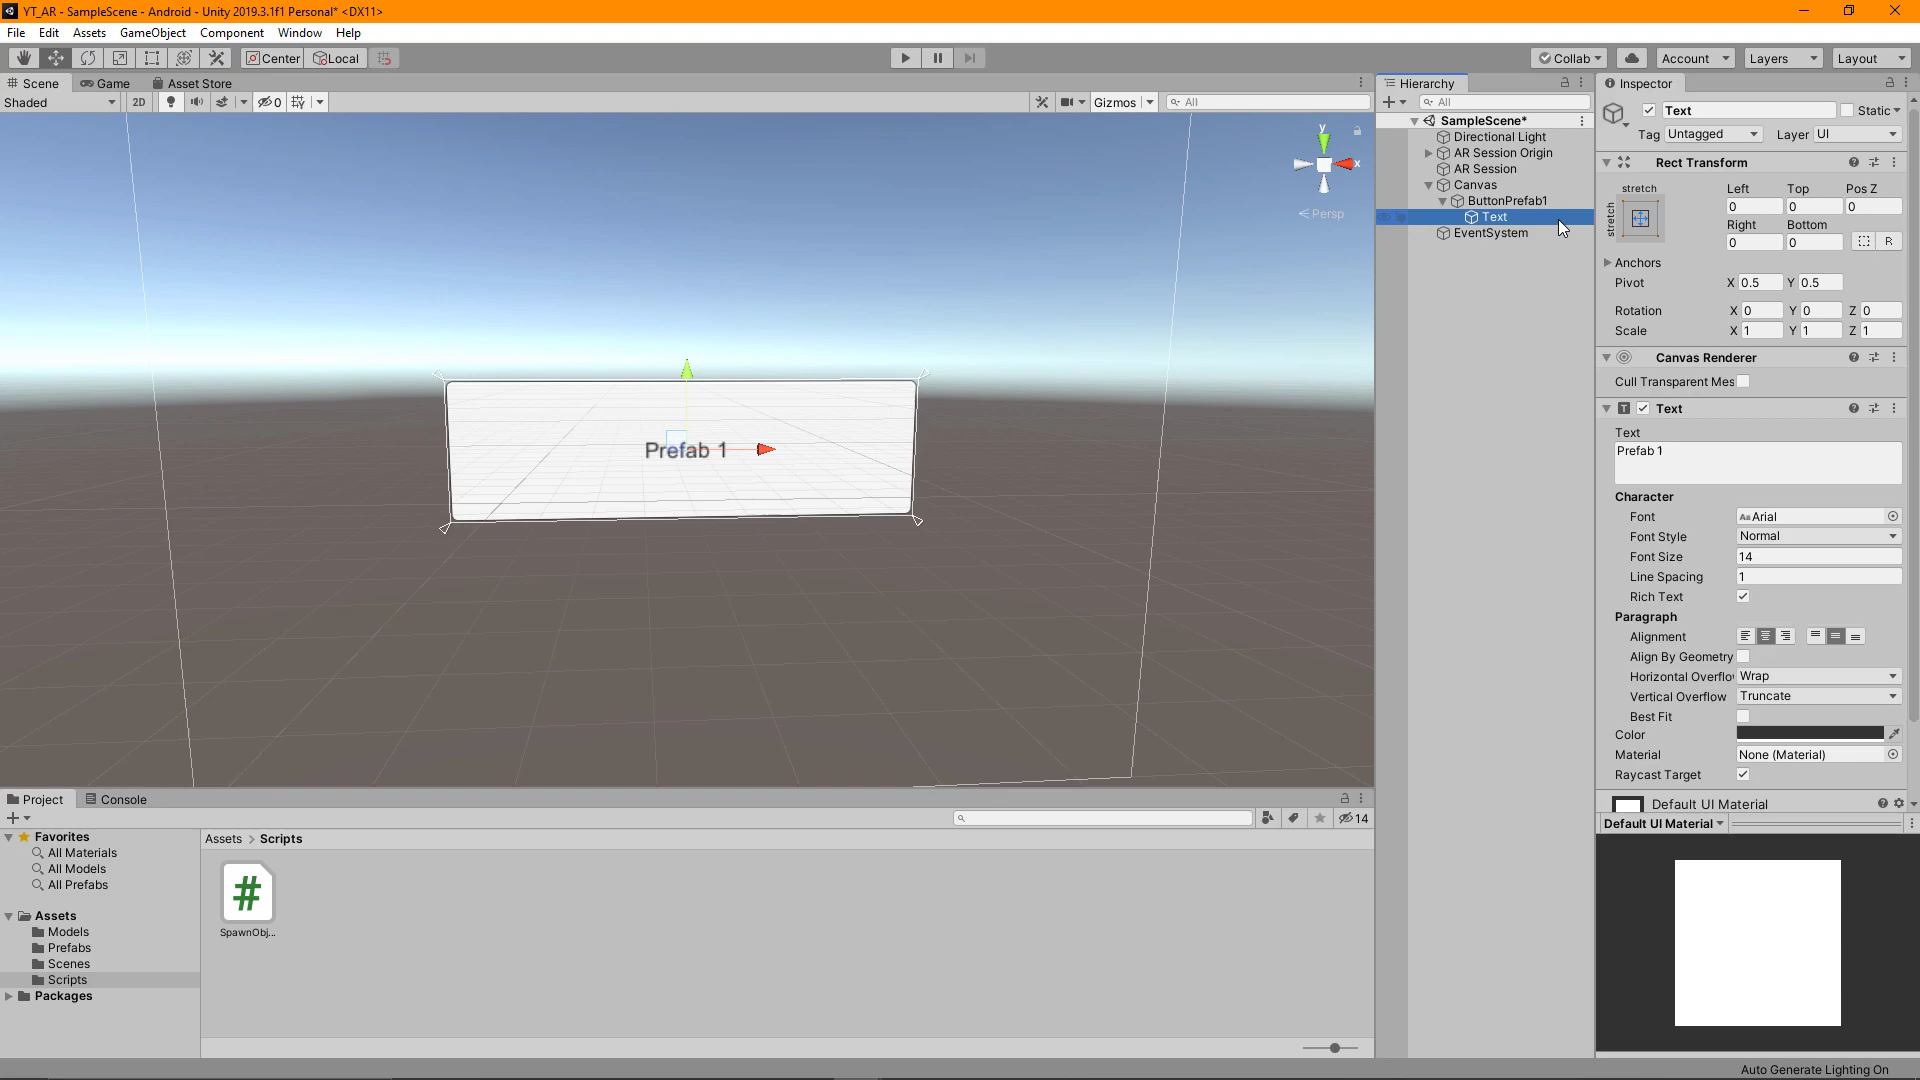 YT_AR - SampleScene - Android - Unity 2019.3.1f1 Personal* <DX11>
File Edit Assets GameObject Component Window Help
Center Local Collab Account Layers Layout
Scene Game Asset Store
Shaded 2D 0 Gizmos All
y
x
Persp
Prefab 1
Hierarchy
All
SampleScene*
Directional Light
AR Session Origin
AR Session
Canvas
ButtonPrefab1
Text
EventSystem
Inspector
Text Static
Tag Untagged Layer UI
Rect Transform
stretch Left Top Pos Z
stretch 0 0 0
Right Bottom
0 0 R
Anchors
Pivot X 0.5 Y 0.5
Rotation X 0 Y 0 Z 0
Scale X 1 Y 1 Z 1
Canvas Renderer
Cull Transparent Mes
Text
Text
Prefab 1
Character
Font Arial
Font Style Normal
Font Size 14
Line Spacing 1
Rich Text
Paragraph
Alignment
Align By Geometry
Horizontal Overflo Wrap
Vertical Overflow Truncate
Best Fit
Color
Material None (Material)
Raycast Target
Default UI Material
Default UI Material
Project Console
14
Favorites
All Materials
All Models
All Prefabs
Assets
Models
Prefabs
Scenes
Scripts
Packages
Assets > Scripts
#
SpawnObj...
Auto Generate Lighting On